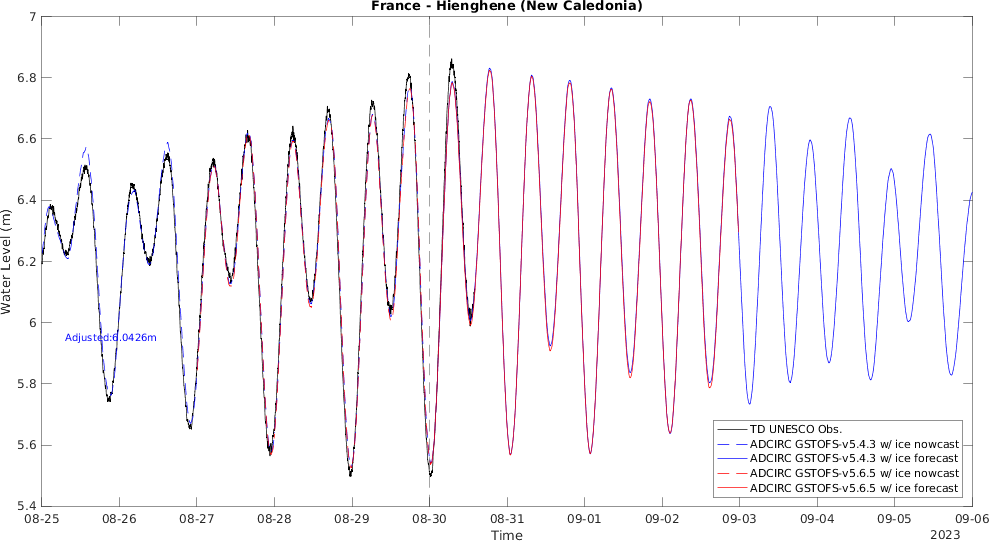 France - Hienghene (New Caledonia)
7
6.8
6.6
6.4
6.2
6
5.8
5.6
5.4
Water Level (m)
Adjusted:6.0426m
TD UNESCO Obs.
ADCIRC GSTOFS-v5.4.3 w/ ice nowcast
ADCIRC GSTOFS-v5.4.3 w/ ice forecast
ADCIRC GSTOFS-v5.6.5 w/ ice nowcast
ADCIRC GSTOFS-v5.6.5 w/ ice forecast
08-25 08-26 08-27 08-28 08-29 08-30 08-31 09-01 09-02 09-03 09-04 09-05 09-06
Time
2023